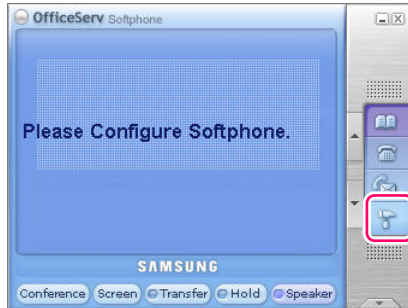 OfficeServ Softphone
Please Configure Softphone.
SAMSUNG
Conference Screen Transfer Hold Speaker